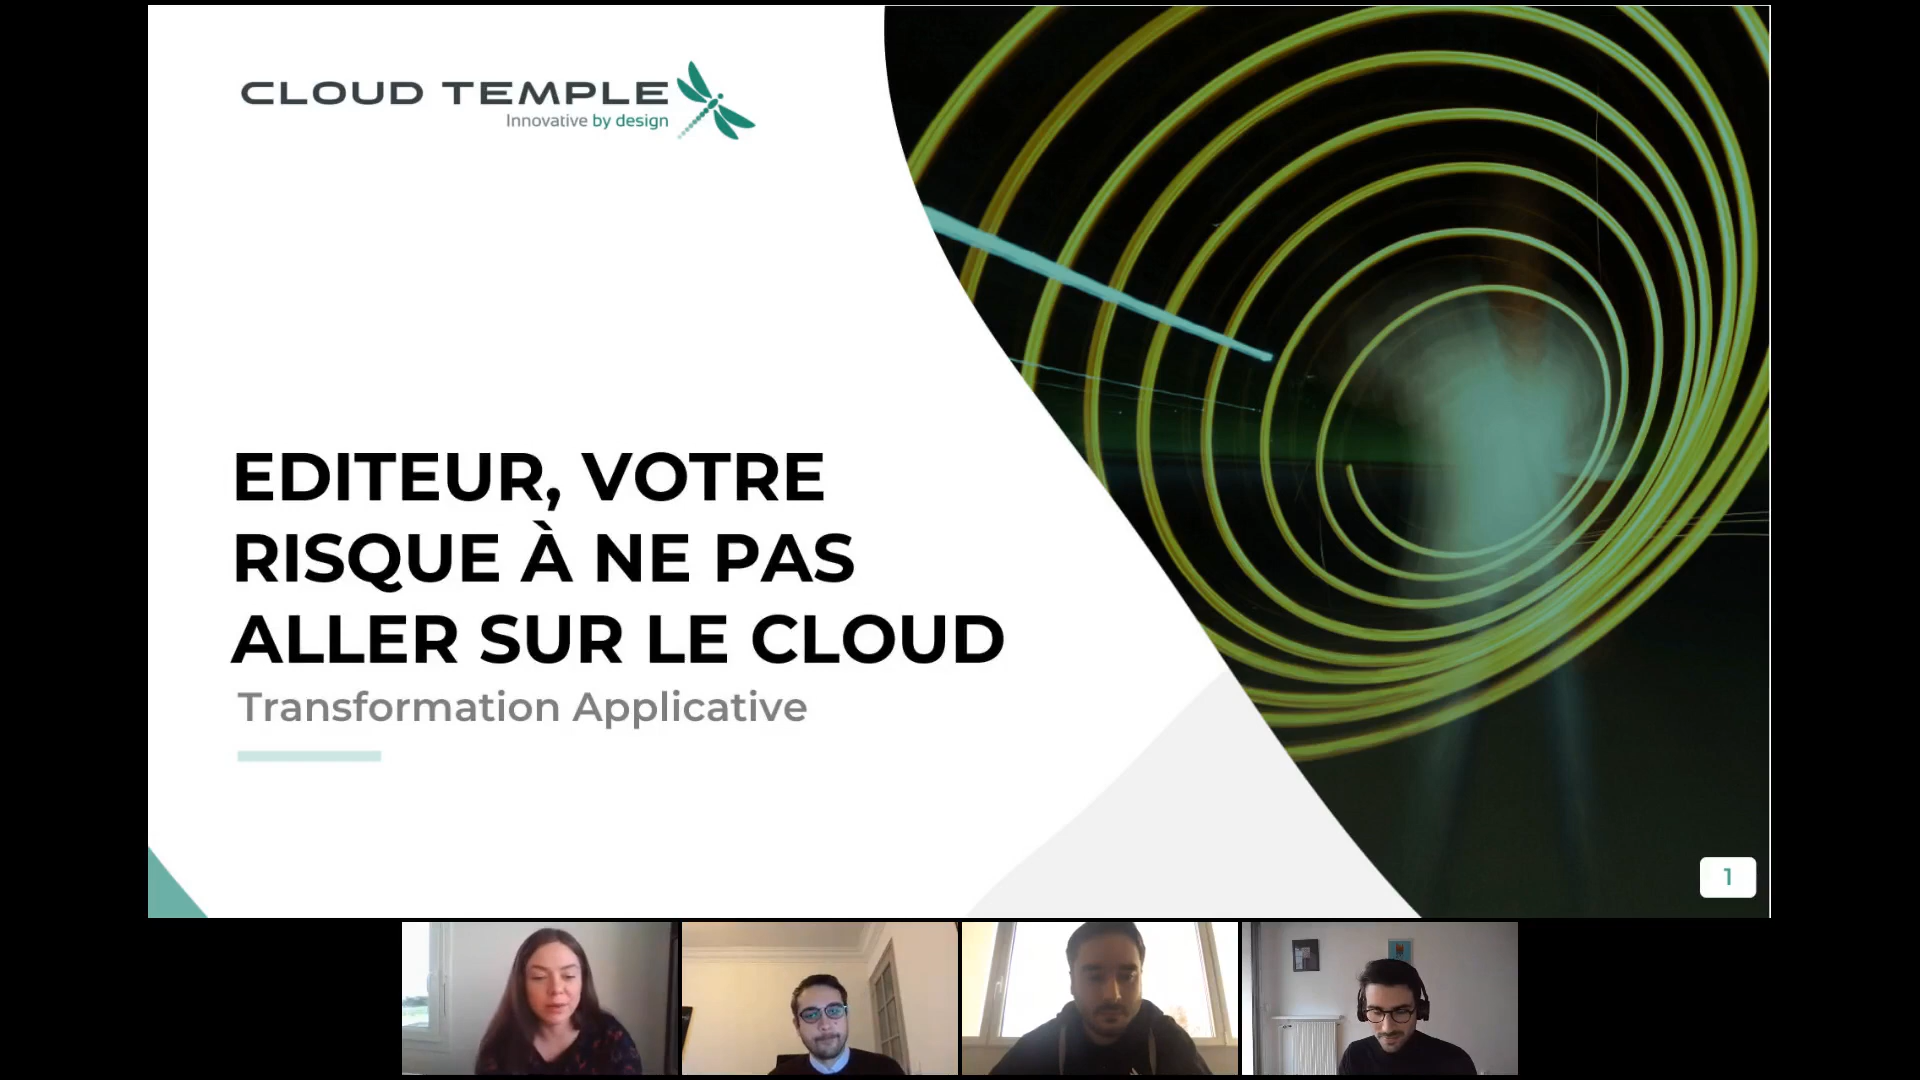 CLOUD TEMPLE
Innovative by design
EDITEUR, VOTRE
RISQUE À NE PAS
ALLER SUR LE CLOUD
Transformation Applicative
1